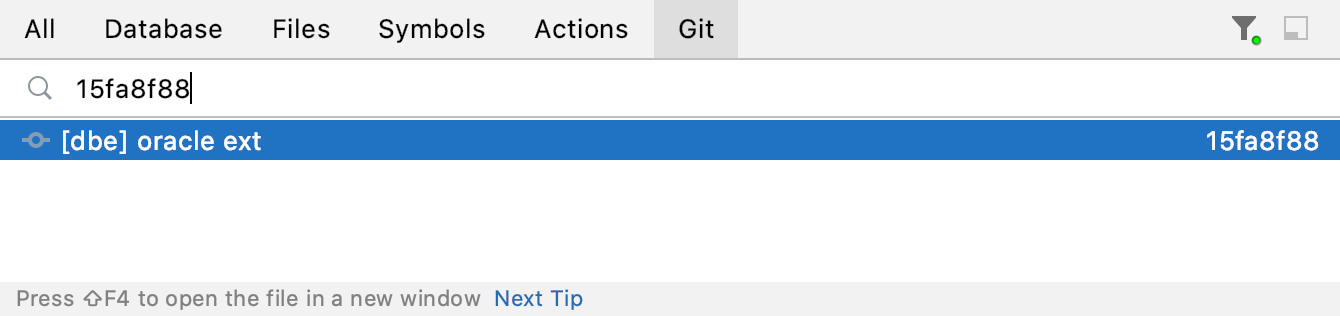 All Database Files Symbols Actions Git
15fa8f88
[dbe] oracle ext 15fa8f88
Press ⇧F4 to open the file in a new window Next Tip